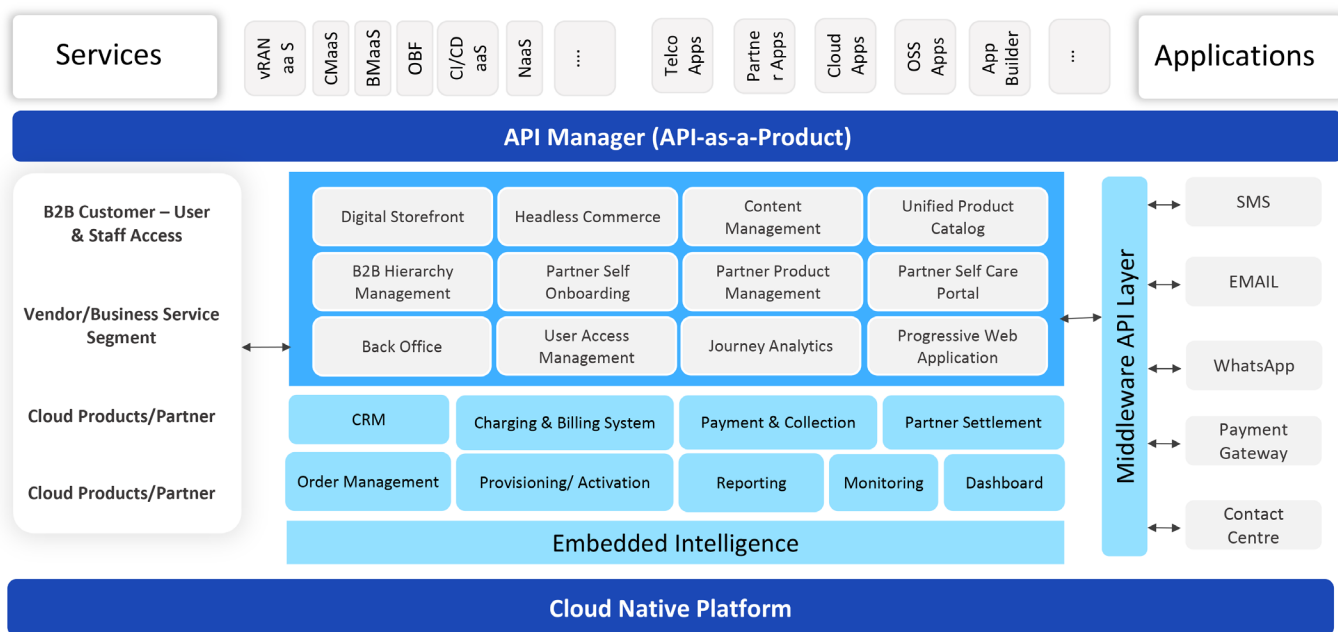 Services
vRAN
aaS
CMaaS
BMaaS
OBF
CI/CD
aaS
NaaS
....
Telco
Apps
Partne
r Apps
Cloud
Apps
OSS
Apps
App
Builder
...
Applications
API Manager (API-as-a-Product)
B2B Customer – User
& Staff Access
Vendor/Business Service
Segment
Cloud Products/Partner
Cloud Products/Partner
Digital Storefront
Headless Commerce
Content
Management
Unified Product
Catalog
B2B Hierarchy
Management
Partner Self
Onboarding
Partner Product
Management
Partner Self Care
Portal
Back Office
User Access
Management
Journey Analytics
Progressive Web
Application
CRM
Charging & Billing System
Payment & Collection
Partner Settlement
Order Management
Provisioning/ Activation
Reporting
Monitoring
Dashboard
Embedded Intelligence
Middleware API Layer
SMS
EMAIL
WhatsApp
Payment
Gateway
Contact
Centre
Cloud Native Platform